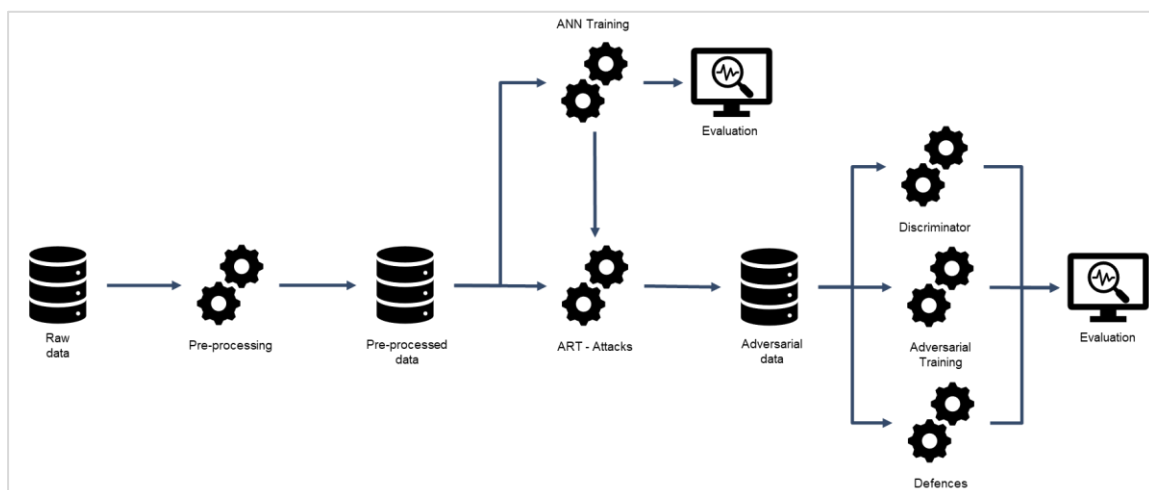 ANN Training
Evaluation
Discriminator
Raw
data
Pre-processing
Pre-processed
data
ART - Attacks
Adversarial
data
Adversarial
Training
Evaluation
Defences